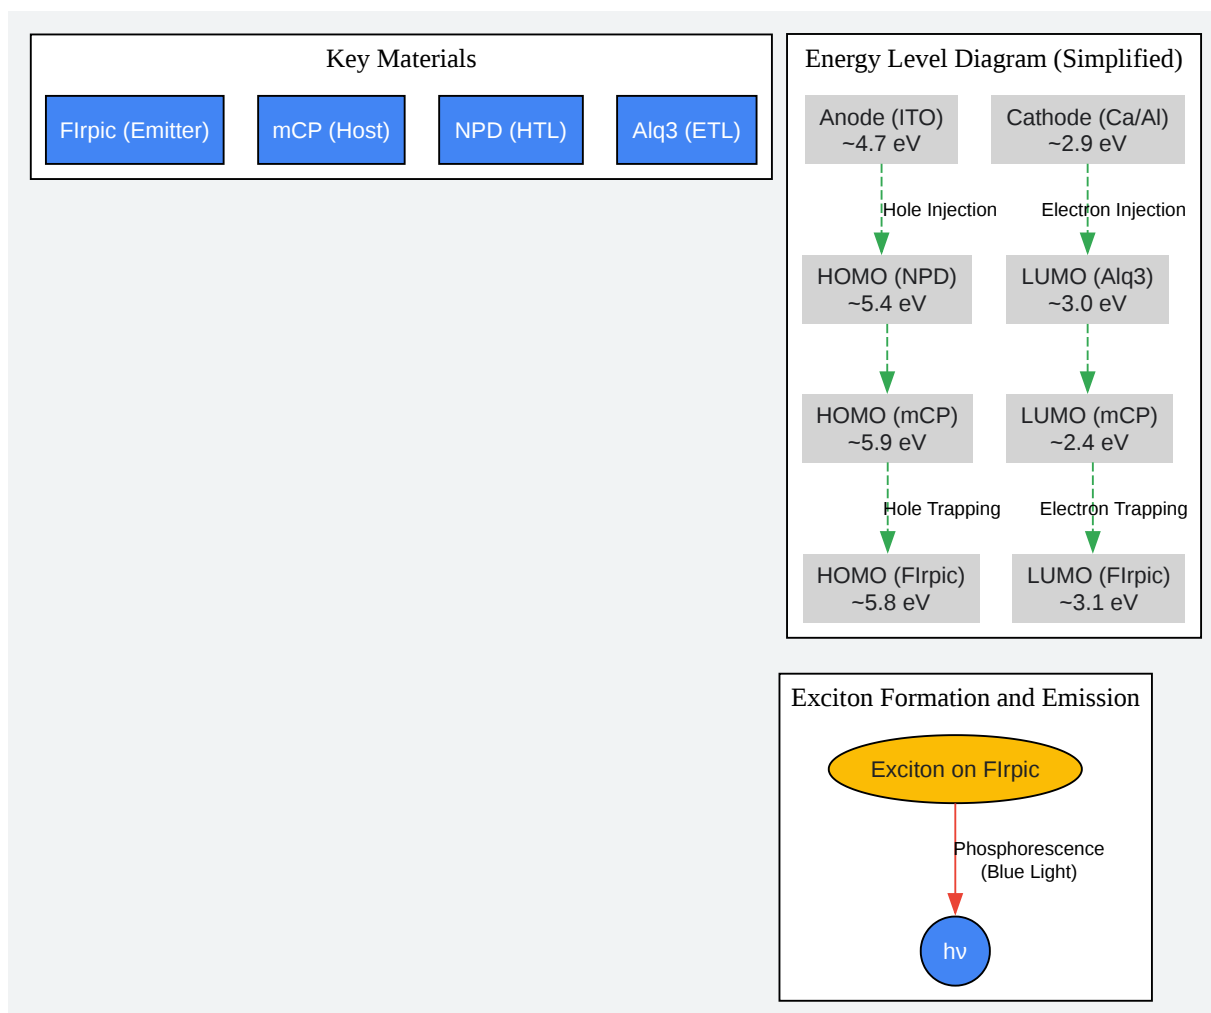 Key Materials
FIrpic (Emitter)
mCP (Host)
NPD (HTL)
Alq3 (ETL)
Energy Level Diagram (Simplified)
Anode (ITO)
~4.7 eV
Cathode (Ca/Al)
~2.9 eV
Hole Injection
Electron Injection
HOMO (NPD)
~5.4 eV
LUMO (Alq3)
~3.0 eV
HOMO (mCP)
~5.9 eV
LUMO (mCP)
~2.4 eV
Hole Trapping
Electron Trapping
HOMO (FIrpic)
~5.8 eV
LUMO (FIrpic)
~3.1 eV
Exciton Formation and Emission
Exciton on FIrpic
Phosphorescence
(Blue Light)
hν